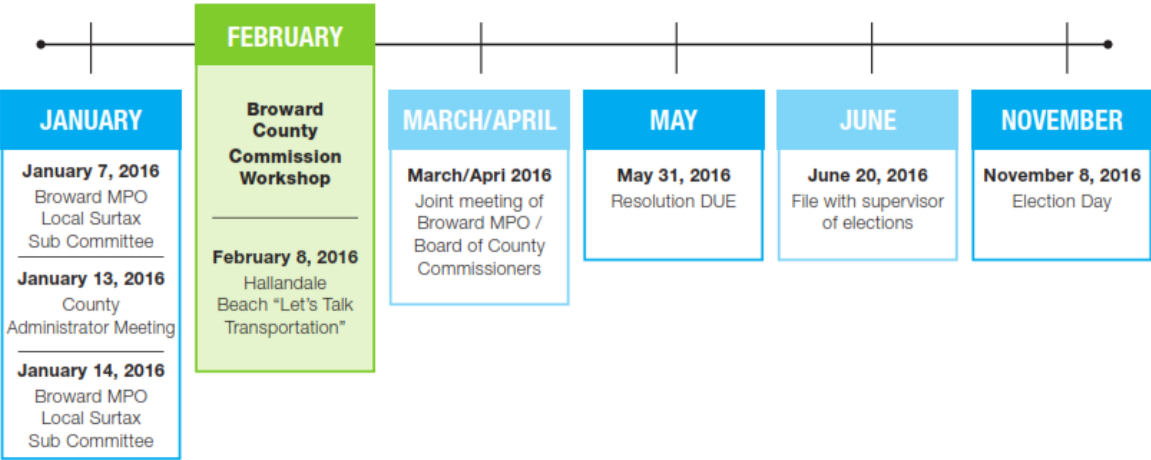 JANUARY
January 7, 2016
Broward MPO
Local Surtax
Sub Committee
January 13, 2016
County
Administrator Meeting
January 14, 2016
Broward MPO
Local Surtax
Sub Committee
FEBRUARY
Broward
County
Commission
Workshop
February 8, 2016
Hallandale
Beach “Let’s Talk
Transportation”
MARCH/APRIL
March/Apri 2016
Joint meeting of
Broward MPO /
Board of County
Commissioners
MAY
May 31, 2016
Resolution DUE
JUNE
June 20, 2016
File with supervisor
of elections
NOVEMBER
November 8, 2016
Election Day